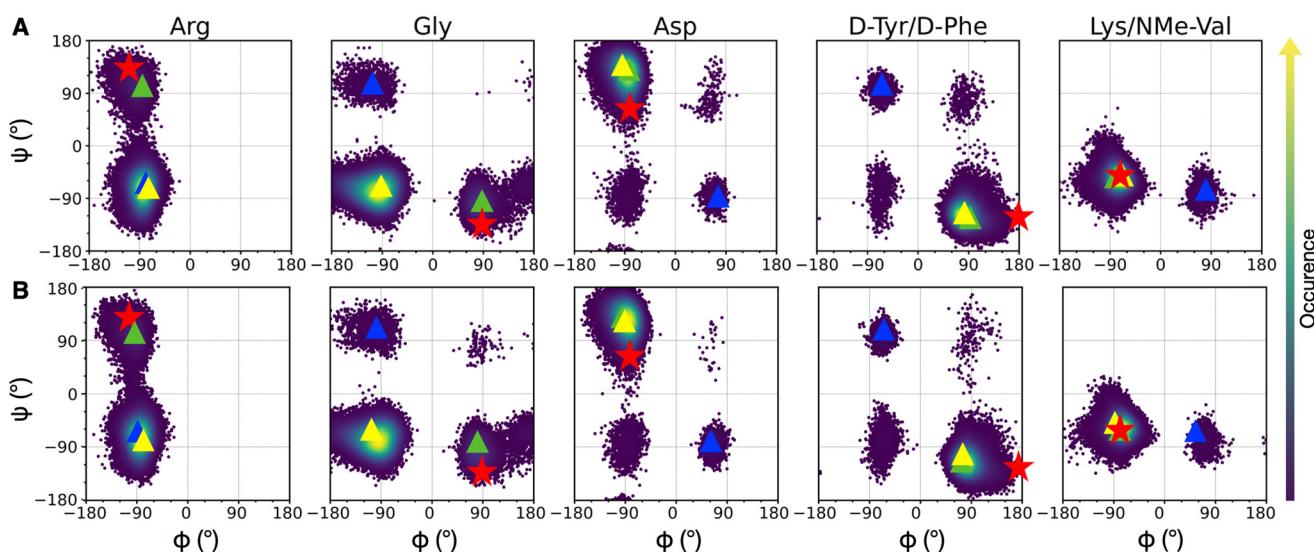 A
Arg Gly Asp D-Tyr/D-Phe Lys/NMe-Val
180
90
0
−90
−180
ψ (°)
−180 −90 0 90 180 −180 −90 0 90 180 −180 −90 0 90 180 −180 −90 0 90 180 −180 −90 0 90 180
B
180
90
0
−90
−180
ψ (°)
−180 −90 0 90 180 −180 −90 0 90 180 −180 −90 0 90 180 −180 −90 0 90 180 −180 −90 0 90 180
Φ (°) Φ (°) Φ (°) Φ (°) Φ (°)
Occurence